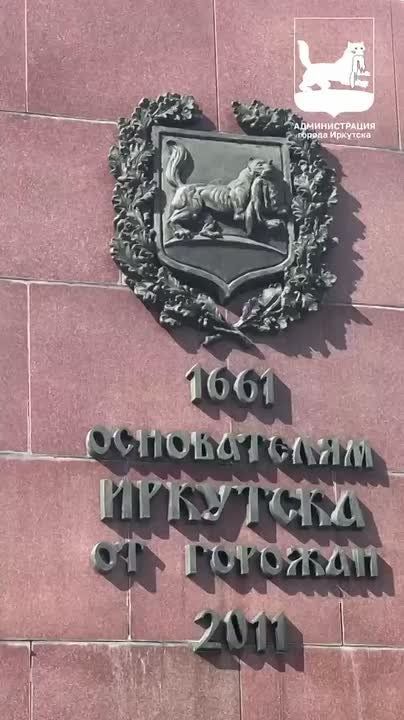 АДМИНИСТРАЦИЯ
города Иркутска
1661
ОСНОВАТЕЛЯМ
ИРКУТСКА
ОТ ГОРОЖАН
2011